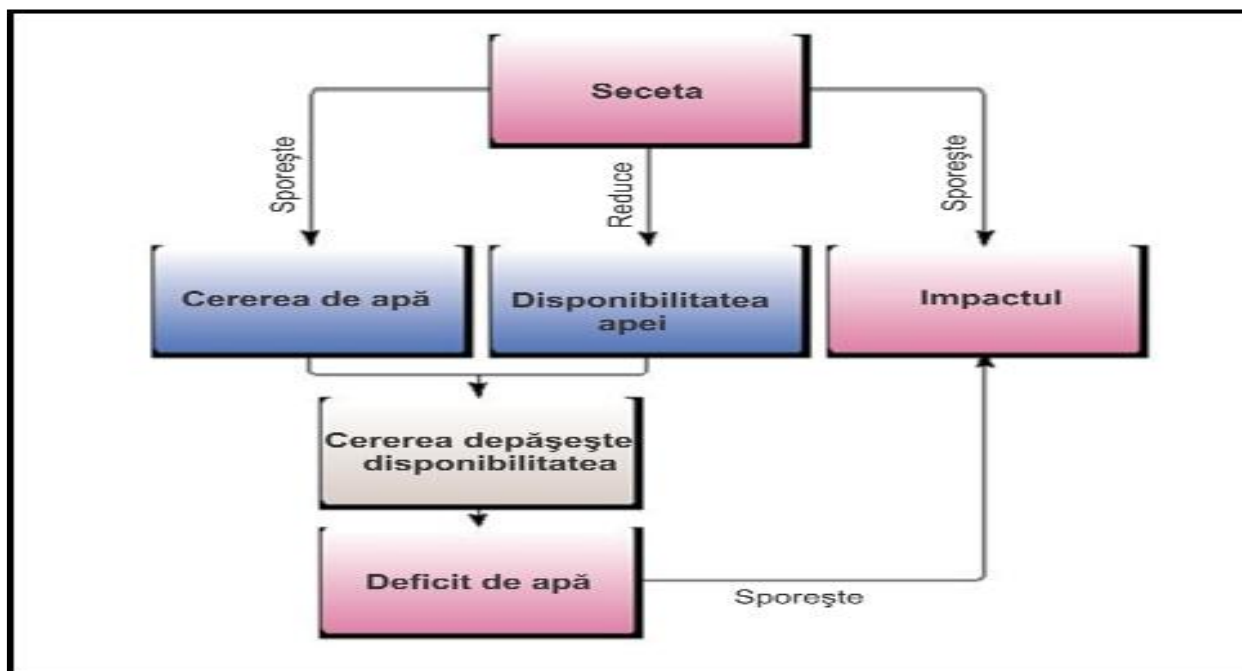 Seceta
Sporeşte
Reduce
Sporeşte
Cererea de apă
Disponibilitatea
apei
Impactul
Cererea depăşeşte
disponibilitatea
Deficit de apă
Sporeşte